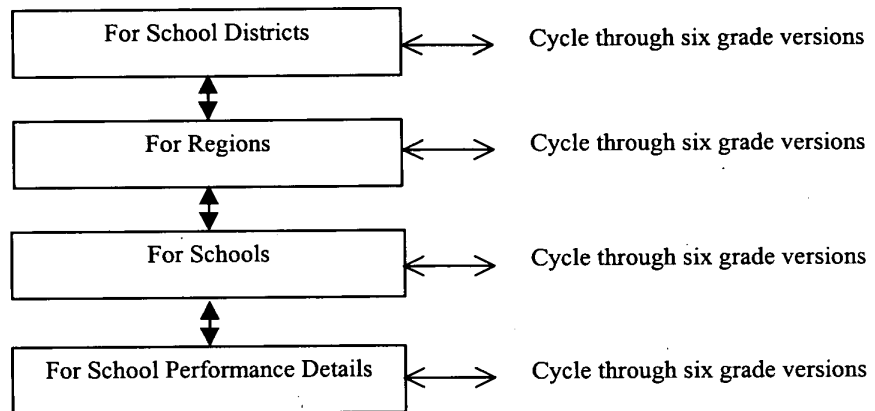 For School Districts
Cycle through six grade versions
For Regions
Cycle through six grade versions
For Schools
Cycle through six grade versions
For School Performance Details
Cycle through six grade versions